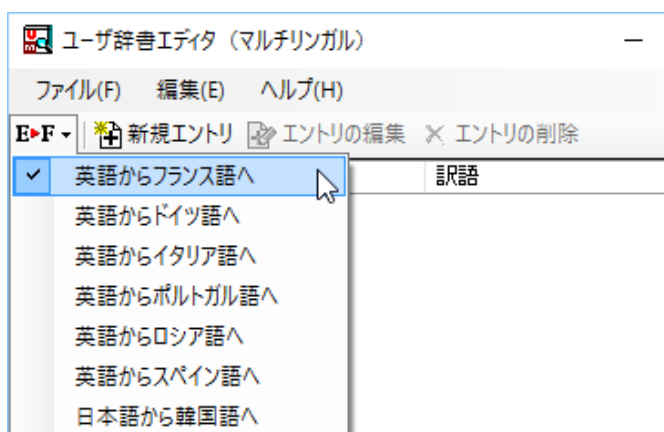 ユーザ辞書エディタ（マルチリンガル）
ファイル(F) 編集(E) ヘルプ(H)
E▶F 新規エントリ エントリの編集 エントリの削除
英語からフランス語へ 訳語
英語からドイツ語へ
英語からイタリア語へ
英語からポルトガル語へ
英語からロシア語へ
英語からスペイン語へ
日本語から韓国語へ